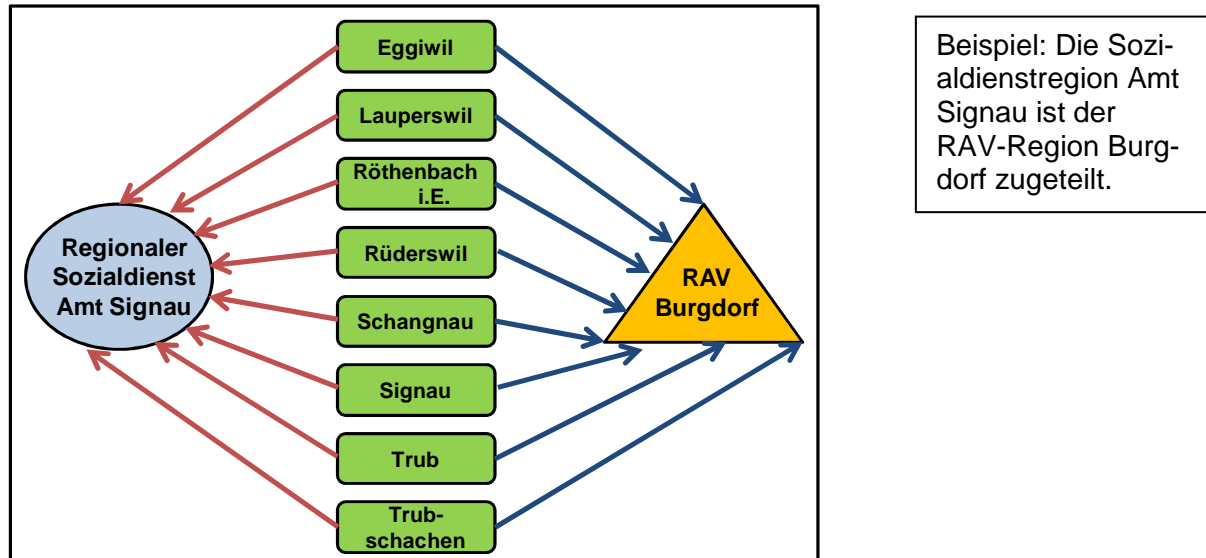 Eggiwil
Lauperswil
Röthenbach
i.E.
Rüderswil
Schangnau
Signau
Trub
Trub-
schachen
Regionaler
Sozialdienst
Amt Signau
RAV
Burgdorf
Beispiel: Die Sozi-
aldienstregion Amt
Signau ist der
RAV-Region Burg-
dorf zugeteilt.